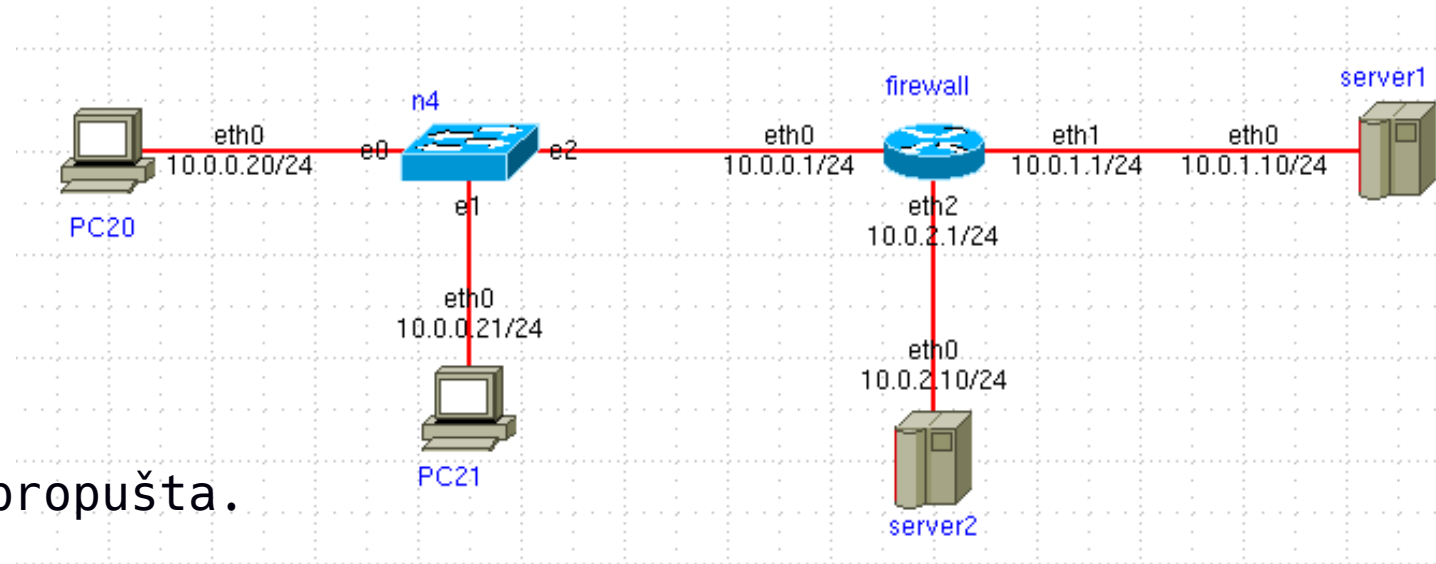 server1
firewall
n4
eth0
10.0.0.20/24
e0
e2
eth0
10.0.0.1/24
eth1
10.0.1.1/24
eth0
10.0.1.10/24
PC20
e1
eth2
10.0.2.1/24
eth0
10.0.0.21/24
eth0
10.0.2.10/24
PC21
propušta.
server2